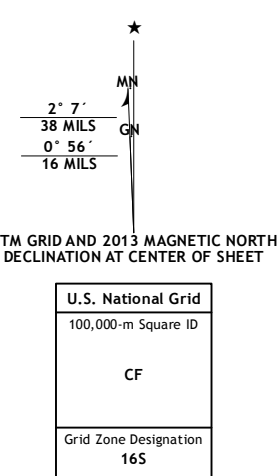 ★
MN
2° 7´
38 MILS
GN
0° 56´
16 MILS
TM GRID AND 2013 MAGNETIC NORTH
DECLINATION AT CENTER OF SHEET
U.S. National Grid
100,000-m Square ID
CF
Grid Zone Designation
16S